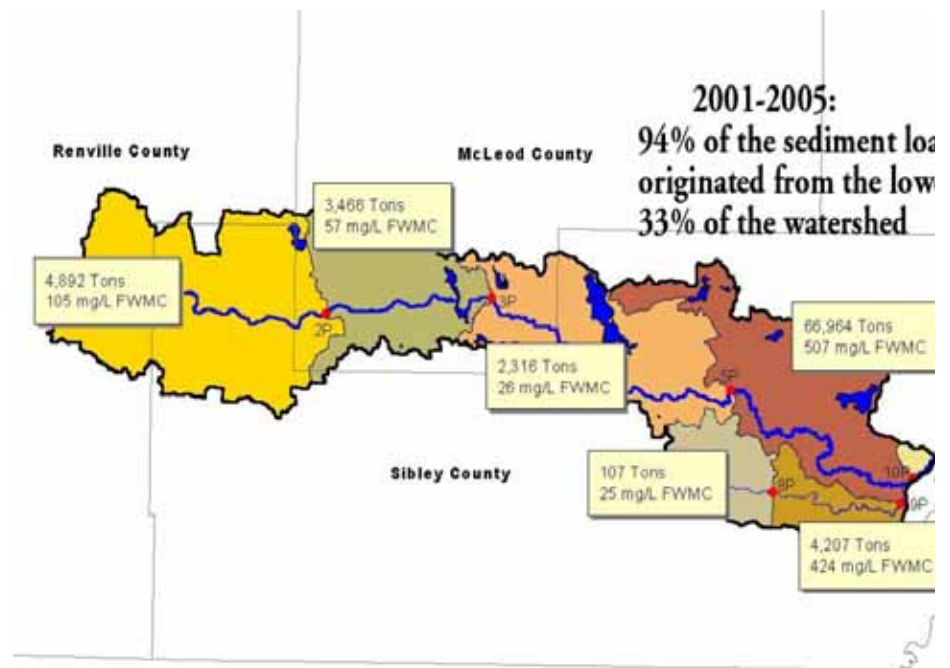 2001-2005:
94% of the sediment loa
originated from the lowe
33% of the watershed
Renville County
McLeod County
3,466 Tons
57 mg/L FWMC
4,892 Tons
105 mg/L FWMC
2P
3P
66,964 Tons
507 mg/L FWMC
2,316 Tons
26 mg/L FWMC
5P
Sibley County
107 Tons
25 mg/L FWMC
8P
10P
9P
4,207 Tons
424 mg/L FWMC